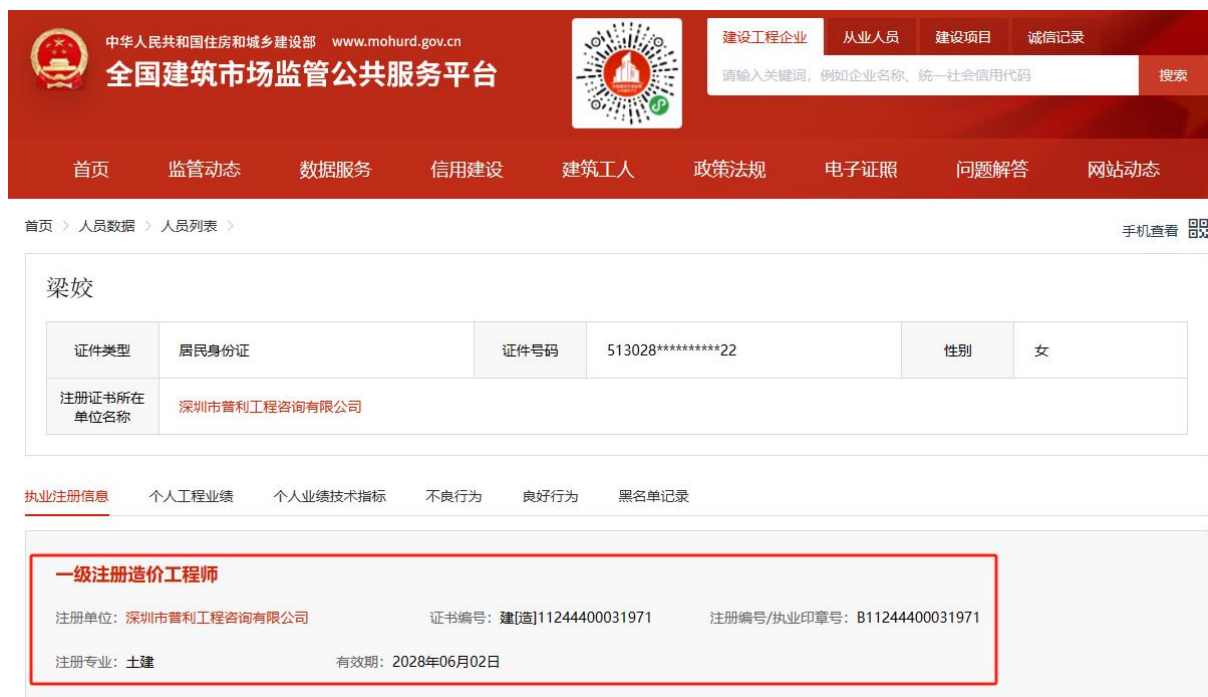 中华人民共和国住房和城乡建设部 www.mohurd.gov.cn
全国建筑市场监管公共服务平台
建设工程企业 从业人员 建设项目 诚信记录
请输入关键词，例如企业名称、统一社会信用代码 搜索
首页 监管动态 数据服务 信用建设 建筑工人 政策法规 电子证照 问题解答 网站动态
首页 > 人员数据 > 人员列表 >
手机查看
梁姣
证件类型 居民身份证 证件号码 513028**********22 性别 女
注册证书所在
单位名称
深圳市普利工程咨询有限公司
执业注册信息 个人工程业绩 个人业绩技术指标 不良行为 良好行为 黑名单记录
一级注册造价工程师
注册单位：深圳市普利工程咨询有限公司 证书编号：建[造]11244400031971 注册编号/执业印章号：B11244400031971
注册专业：土建 有效期：2028年06月02日